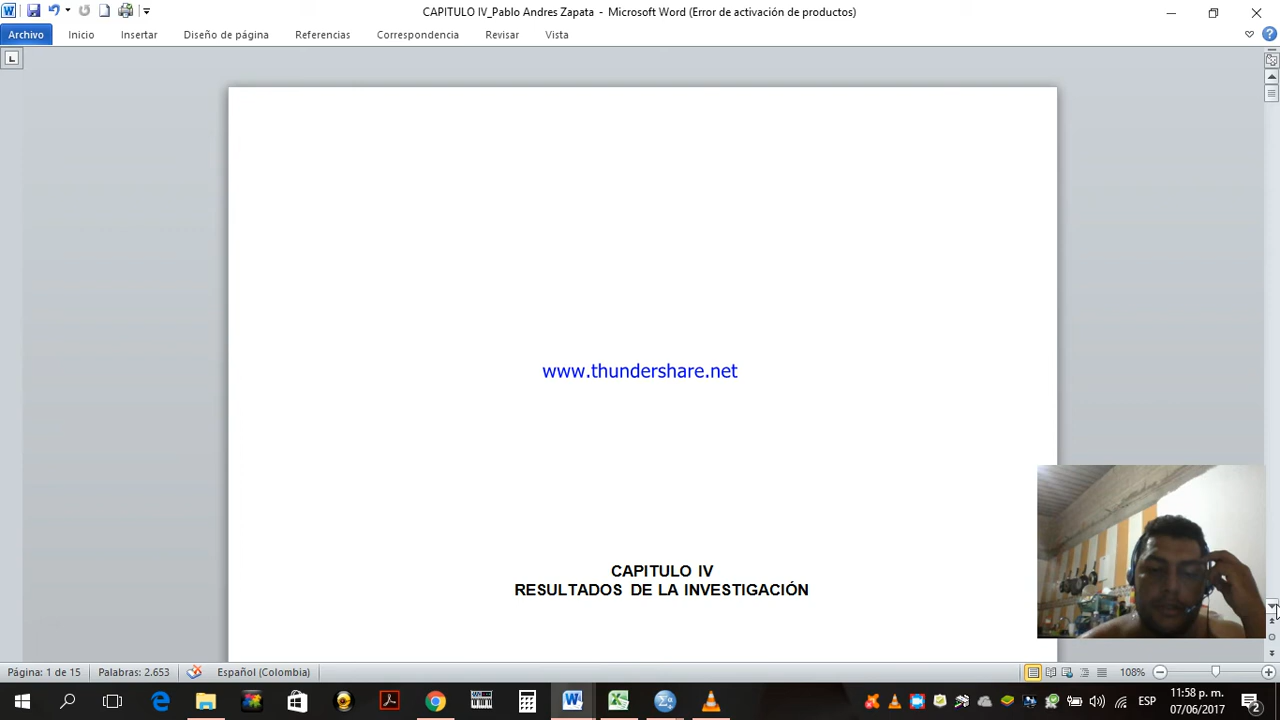 CAPITULO IV_Pablo Andres Zapata - Microsoft Word (Error de activación de productos)
Archivo Inicio Insertar Diseño de página Referencias Correspondencia Revisar Vista
www.thundershare.net
CAPITULO IV
RESULTADOS DE LA INVESTIGACIÓN
Página: 1 de 15 Palabras: 2.653 Español (Colombia) 108%
ESP 11:58 p. m.
07/06/2017
2